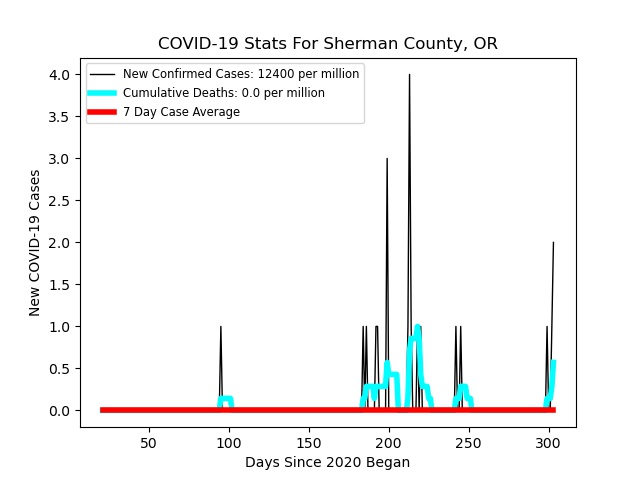 COVID-19 Stats For Sherman County, OR
New Confirmed Cases: 12400 per million
Cumulative Deaths: 0.0 per million
7 Day Case Average
New COVID-19 Cases
4.0
3.5
3.0
2.5
2.0
1.5
1.0
0.5
0.0
50 100 150 200 250 300
Days Since 2020 Began